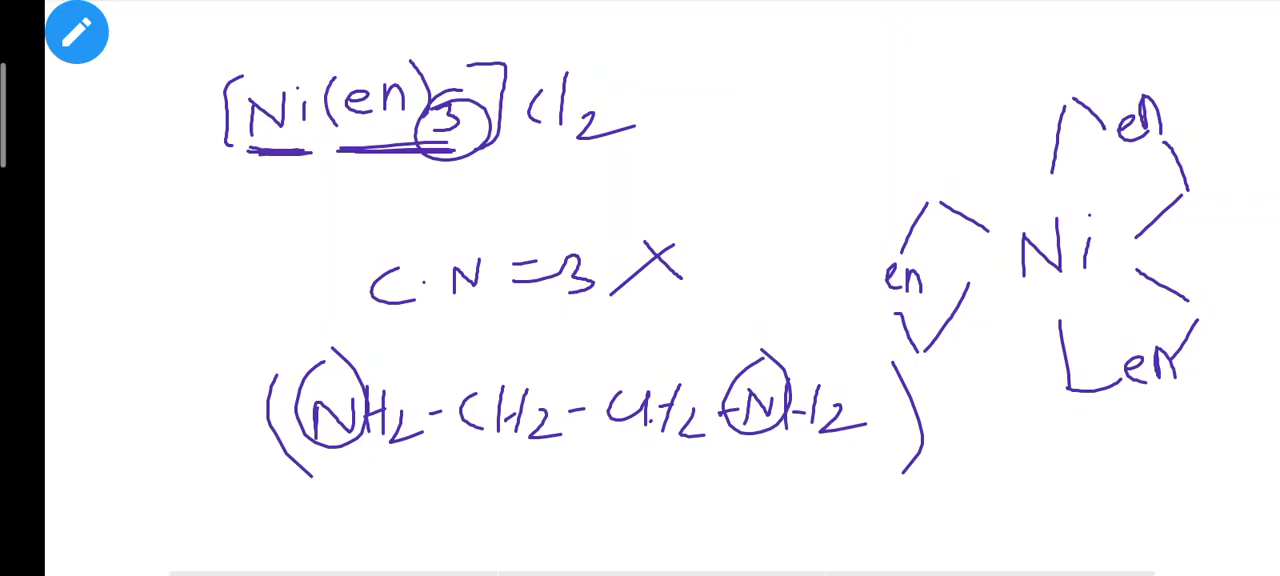 [Ni(en)3]Cl2
C.N = 3 X
(NH2-CH2-CH2-NH2)
en
Ni
en
en